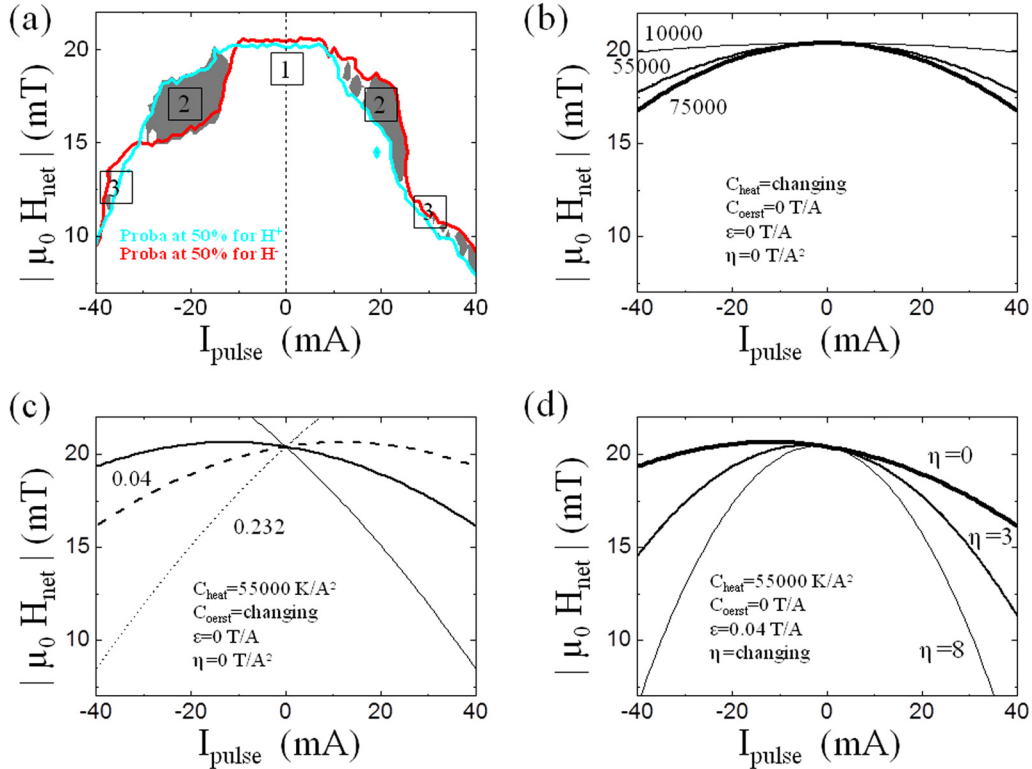 (a)
| μ₀ Hnet | (mT)
20
15
10
1
2
2
3
3
Proba at 50% for H⁺
Proba at 50% for H⁻
-40 -20 0 20 40
Ipulse (mA)
(b)
| μ₀ Hnet | (mT)
20
15
10
10000
55000
75000
Cheat=changing
Coerst=0 T/A
ε=0 T/A
η=0 T/A²
-40 -20 0 20 40
Ipulse (mA)
(c)
| μ₀ Hnet | (mT)
20
15
10
0.04
0.232
Cheat=55000 K/A²
Coerst=changing
ε=0 T/A
η=0 T/A²
-40 -20 0 20 40
Ipulse (mA)
(d)
| μ₀ Hnet | (mT)
20
15
10
η=0
η=3
η=8
Cheat=55000 K/A²
Coerst=0 T/A
ε=0.04 T/A
η=changing
-40 -20 0 20 40
Ipulse (mA)